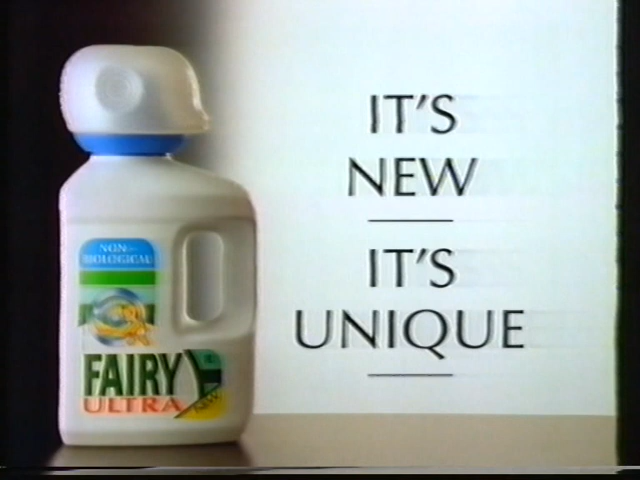 IT'S
NEW
IT'S
UNIQUE
NON-
BIOLOGICAL
FAIRY
ULTRA